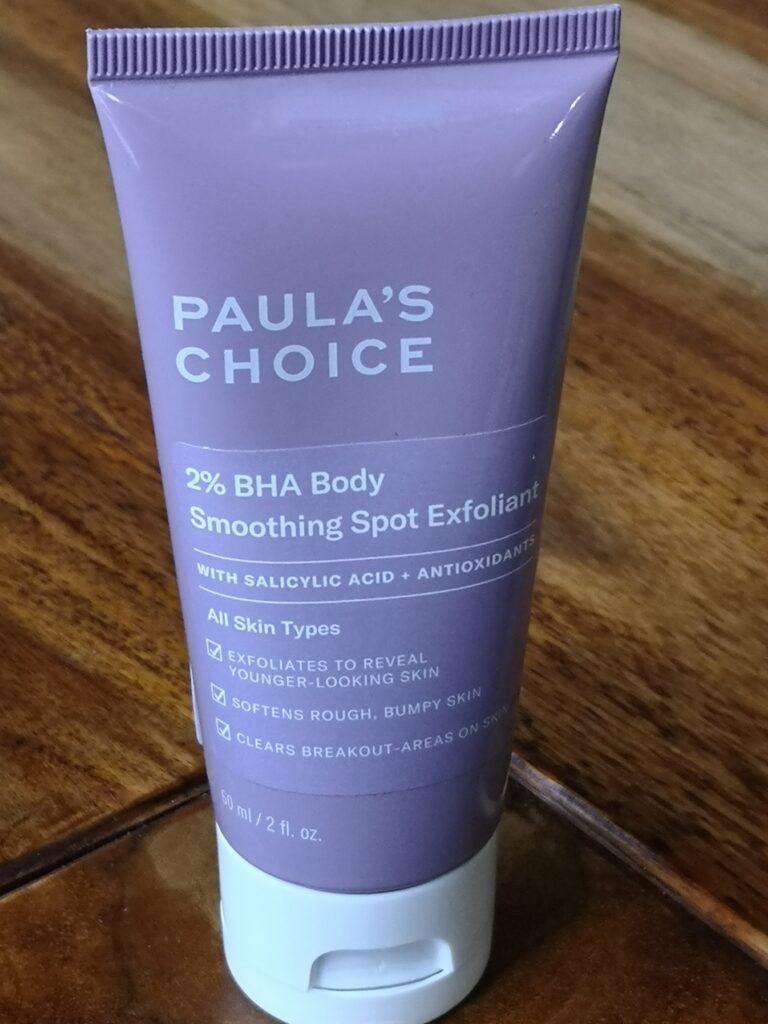 PAULA'S
CHOICE
2% BHA Body
Smoothing Spot Exfoliant
WITH SALICYLIC ACID + ANTIOXIDANTS
All Skin Types
EXFOLIATES TO REVEAL
YOUNGER-LOOKING SKIN
SOFTENS ROUGH, BUMPY SKIN
CLEARS BREAKOUT-AREAS ON SKIN
60 ml / 2 fl. oz.